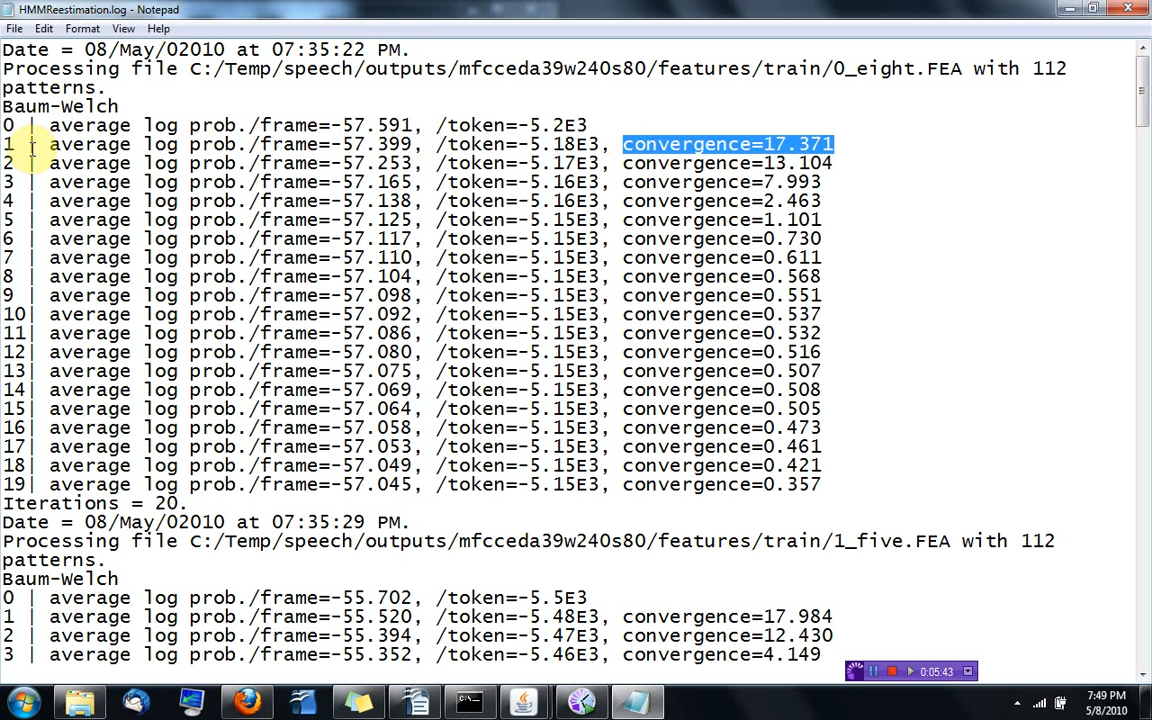 HMMReestimation.log - Notepad
File Edit Format View Help
Date = 08/May/02010 at 07:35:22 PM.
Processing file C:/Temp/speech/outputs/mfcceda39w240s80/features/train/0_eight.FEA with 112
patterns.
Baum-Welch
0 | average log prob./frame=-57.591, /token=-5.2E3
1 | average log prob./frame=-57.399, /token=-5.18E3, convergence=17.371
2 | average log prob./frame=-57.253, /token=-5.17E3, convergence=13.104
3 | average log prob./frame=-57.165, /token=-5.16E3, convergence=7.993
4 | average log prob./frame=-57.138, /token=-5.16E3, convergence=2.463
5 | average log prob./frame=-57.125, /token=-5.15E3, convergence=1.101
6 | average log prob./frame=-57.117, /token=-5.15E3, convergence=0.730
7 | average log prob./frame=-57.110, /token=-5.15E3, convergence=0.611
8 | average log prob./frame=-57.104, /token=-5.15E3, convergence=0.568
9 | average log prob./frame=-57.098, /token=-5.15E3, convergence=0.551
10| average log prob./frame=-57.092, /token=-5.15E3, convergence=0.537
11| average log prob./frame=-57.086, /token=-5.15E3, convergence=0.532
12| average log prob./frame=-57.080, /token=-5.15E3, convergence=0.516
13| average log prob./frame=-57.075, /token=-5.15E3, convergence=0.507
14| average log prob./frame=-57.069, /token=-5.15E3, convergence=0.508
15| average log prob./frame=-57.064, /token=-5.15E3, convergence=0.505
16| average log prob./frame=-57.058, /token=-5.15E3, convergence=0.473
17| average log prob./frame=-57.053, /token=-5.15E3, convergence=0.461
18| average log prob./frame=-57.049, /token=-5.15E3, convergence=0.421
19| average log prob./frame=-57.045, /token=-5.15E3, convergence=0.357
Iterations = 20.
Date = 08/May/02010 at 07:35:29 PM.
Processing file C:/Temp/speech/outputs/mfcceda39w240s80/features/train/1_five.FEA with 112
patterns.
Baum-Welch
0 | average log prob./frame=-55.702, /token=-5.5E3
1 | average log prob./frame=-55.520, /token=-5.48E3, convergence=17.984
2 | average log prob./frame=-55.394, /token=-5.47E3, convergence=12.430
3 | average log prob./frame=-55.352, /token=-5.46E3, convergence=4.149
0:05:43
C:\_
7:49 PM
5/8/2010